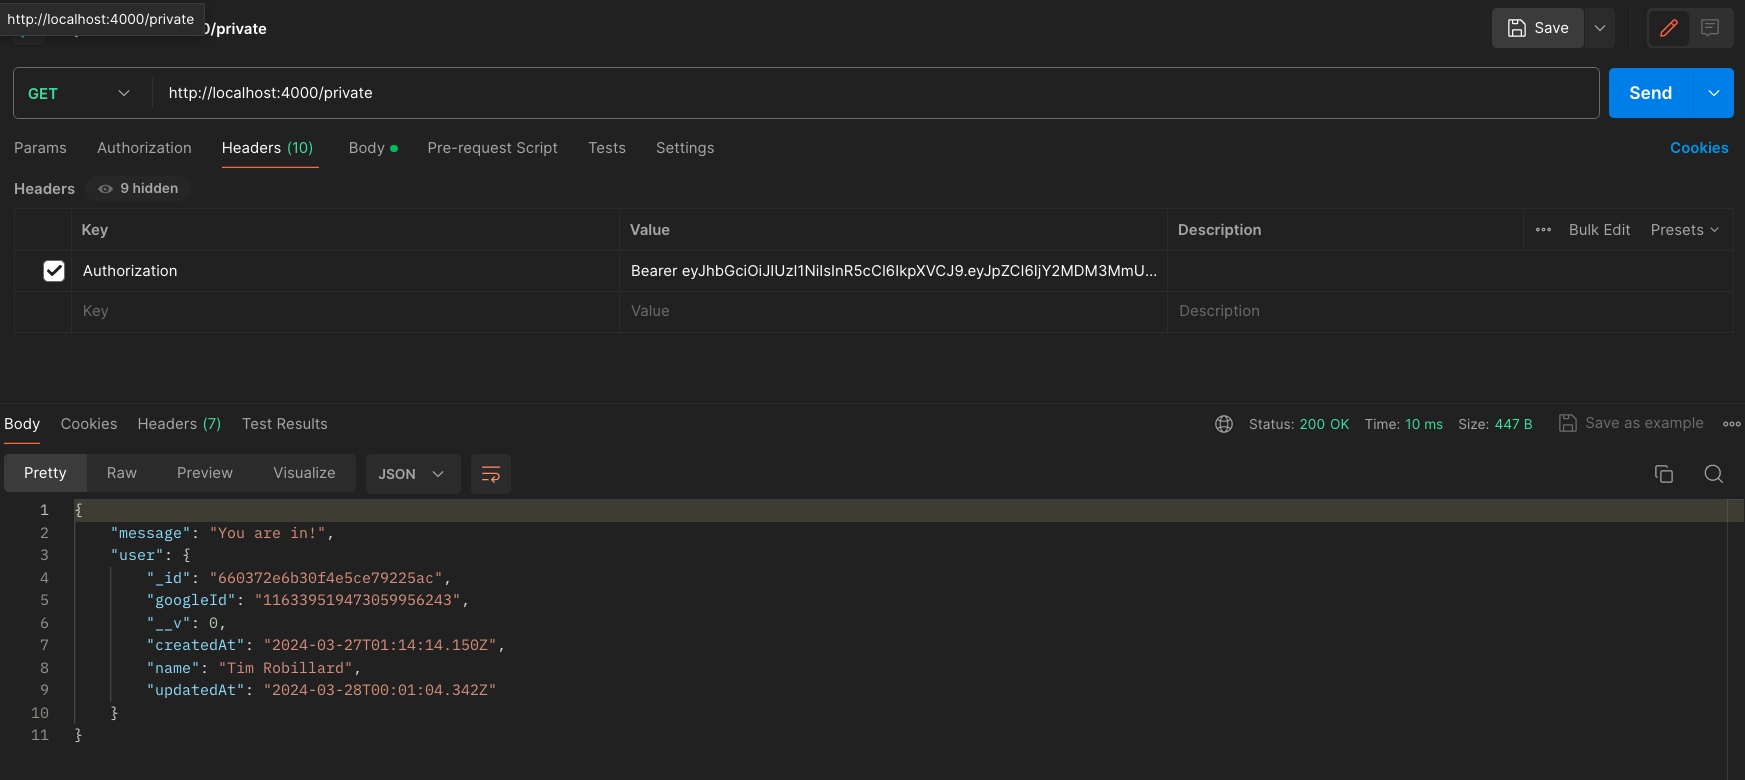 http://localhost:4000/private
0/private
Save
GET http://localhost:4000/private Send
Params Authorization Headers (10) Body Pre-request Script Tests Settings Cookies
Headers 9 hidden
Key Value Description Bulk Edit Presets
Authorization Bearer eyJhbGciOiJIUzI1NiIsInR5cCI6IkpXVCJ9.eyJpZCI6IjY2MDM3MmU...
Key Value Description
Body Cookies Headers (7) Test Results Status: 200 OK Time: 10 ms Size: 447 B Save as example
Pretty Raw Preview Visualize JSON
1 {
2 "message": "You are in!",
3 "user": {
4 "_id": "660372e6b30f4e5ce79225ac",
5 "googleId": "116339519473059956243",
6 "__v": 0,
7 "createdAt": "2024-03-27T01:14:14.150Z",
8 "name": "Tim Robillard",
9 "updatedAt": "2024-03-28T00:01:04.342Z"
10 }
11 }